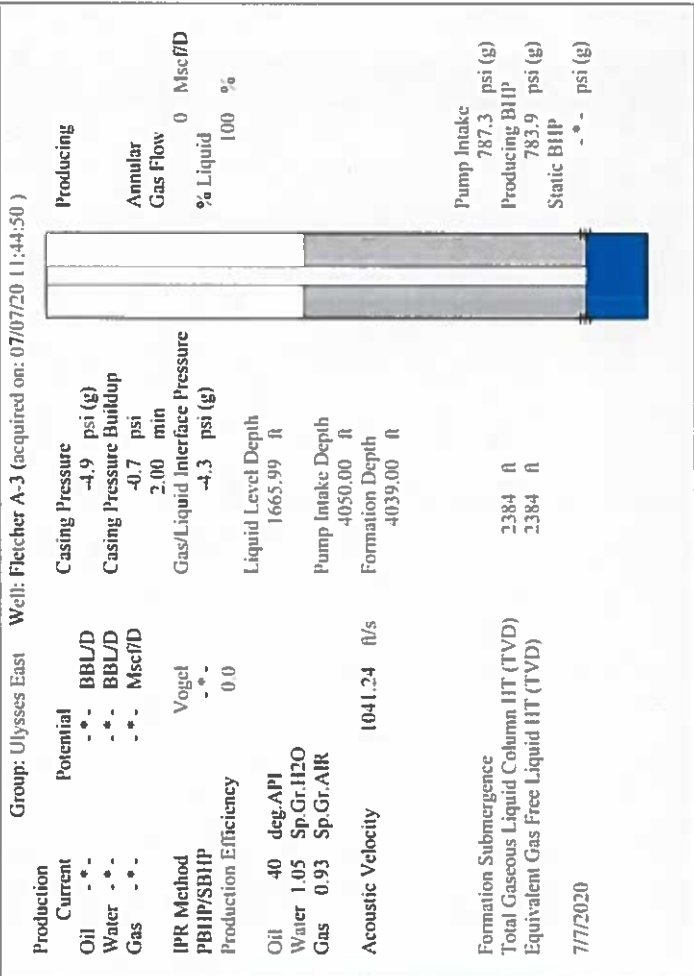 Group: Ulysses East Well: Fletcher A-3 (acquired on: 07/07/20 11:44:50 )
Production
Current Potential
Oil - * - - * - BBL/D
Water - * - - * - BBL/D
Gas - * - - * - Mscf/D
IPR Method Vogel
PBHP/SBHP - * -
Production Efficiency 0.0
Oil 40 deg.API
Water 1.05 Sp.Gr.H2O
Gas 0.93 Sp.Gr.AIR
Acoustic Velocity 1041.24 ft/s
Formation Submergence
Total Gaseous Liquid Column HT (TVD) 2384 ft
Equivalent Gas Free Liquid HT (TVD) 2384 ft
7/7/2020
Casing Pressure
-4.9 psi (g)
Casing Pressure Buildup
-0.7 psi
2.00 min
Gas/Liquid Interface Pressure
-4.3 psi (g)
Liquid Level Depth
1665.99 ft
Pump Intake Depth
4050.00 ft
Formation Depth
4039.00 ft
Producing
Annular
Gas Flow
0 Mscf/D
% Liquid
100 %
Pump Intake
787.3 psi (g)
Producing BHP
783.9 psi (g)
Static BHP
- * - psi (g)